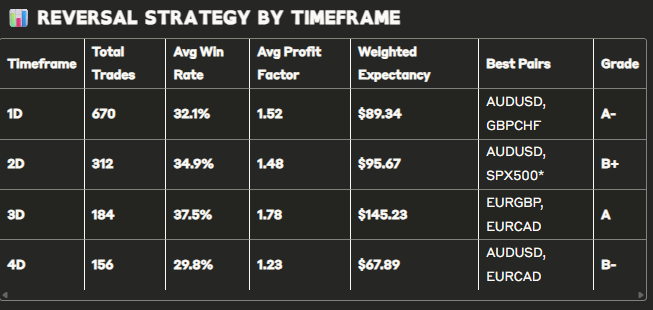 📊 REVERSAL STRATEGY BY TIMEFRAME
Timeframe Total Trades Avg Win Rate Avg Profit Factor Weighted Expectancy Best Pairs Grade
1D 670 32.1% 1.52 $89.34 AUDUSD, GBPCHF A-
2D 312 34.9% 1.48 $95.67 AUDUSD, SPX500* B+
3D 184 37.5% 1.78 $145.23 EURGBP, EURCAD A
4D 156 29.8% 1.23 $67.89 AUDUSD, EURCAD B-